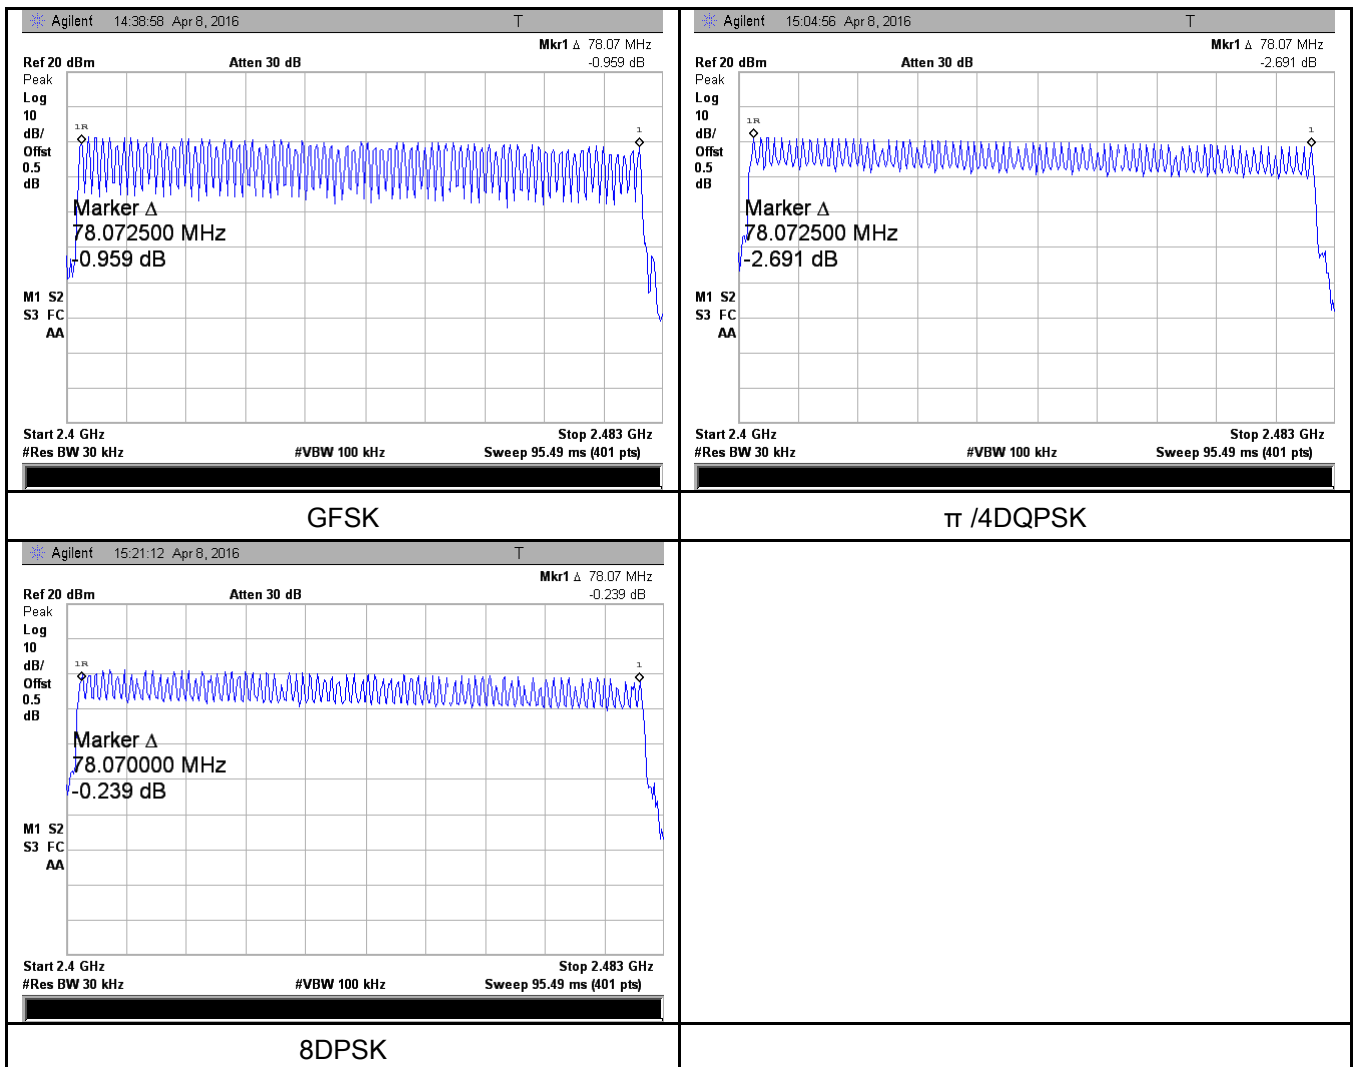 Agilent 14:38:58 Apr 8, 2016 T
Mkr1 Δ 78.07 MHz
Ref 20 dBm Atten 30 dB -0.959 dB
Peak
Log
10
dB/
Offst
0.5
dB
1R
1
Marker Δ
78.072500 MHz
-0.959 dB
M1 S2
S3 FC
AA
Start 2.4 GHz Stop 2.483 GHz
#Res BW 30 kHz #VBW 100 kHz Sweep 95.49 ms (401 pts)
GFSK
Agilent 15:04:56 Apr 8, 2016 T
Mkr1 Δ 78.07 MHz
Ref 20 dBm Atten 30 dB -2.691 dB
Peak
Log
10
dB/
Offst
0.5
dB
1R
1
Marker Δ
78.072500 MHz
-2.691 dB
M1 S2
S3 FC
AA
Start 2.4 GHz Stop 2.483 GHz
#Res BW 30 kHz #VBW 100 kHz Sweep 95.49 ms (401 pts)
π /4DQPSK
Agilent 15:21:12 Apr 8, 2016 T
Mkr1 Δ 78.07 MHz
Ref 20 dBm Atten 30 dB -0.239 dB
Peak
Log
10
dB/
Offst
0.5
dB
1R
1
Marker Δ
78.070000 MHz
-0.239 dB
M1 S2
S3 FC
AA
Start 2.4 GHz Stop 2.483 GHz
#Res BW 30 kHz #VBW 100 kHz Sweep 95.49 ms (401 pts)
8DPSK